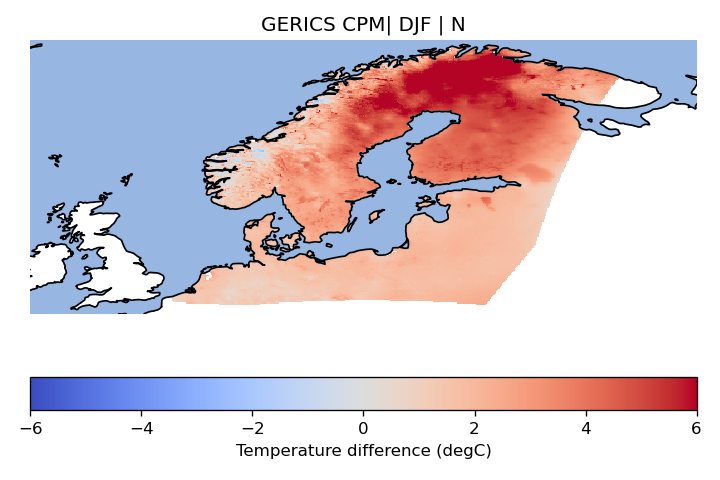 GERICS CPM| DJF | N
−6 −4 −2 0 2 4 6
Temperature difference (degC)